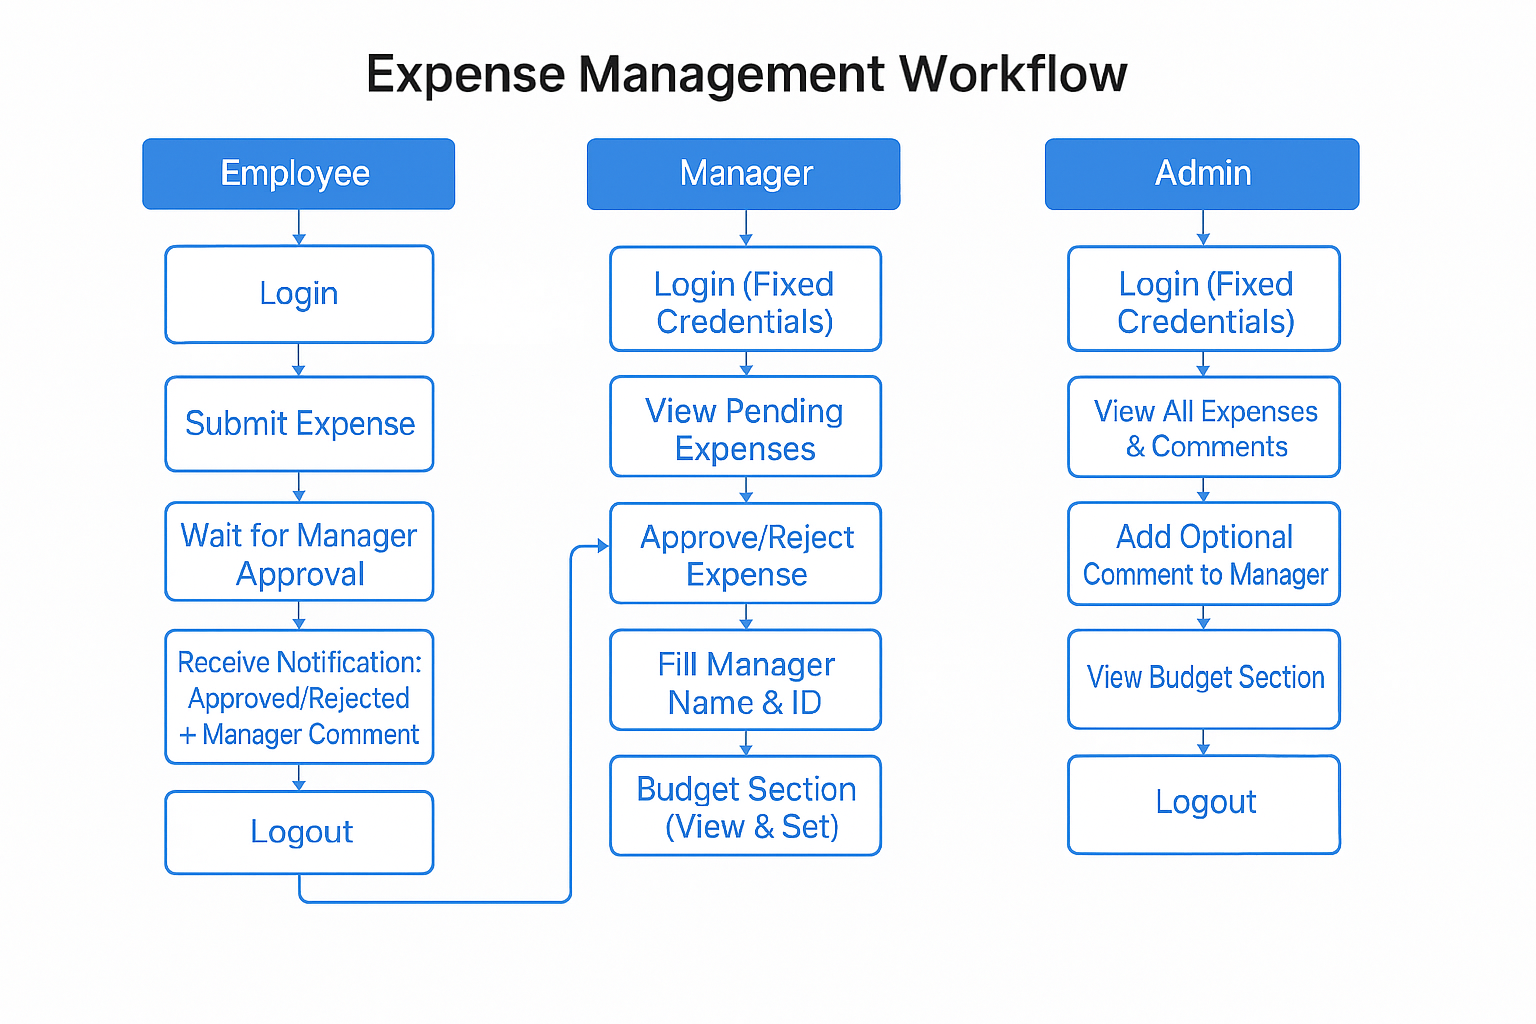 Expense Management Workflow
Employee
Login
Submit Expense
Wait for Manager
Approval
Receive Notification:
Approved/Rejected
+ Manager Comment
Logout
Manager
Login (Fixed
Credentials)
View Pending
Expenses
Approve/Reject
Expense
Fill Manager
Name & ID
Budget Section
(View & Set)
Admin
Login (Fixed
Credentials)
View All Expenses
& Comments
Add Optional
Comment to Manager
View Budget Section
Logout